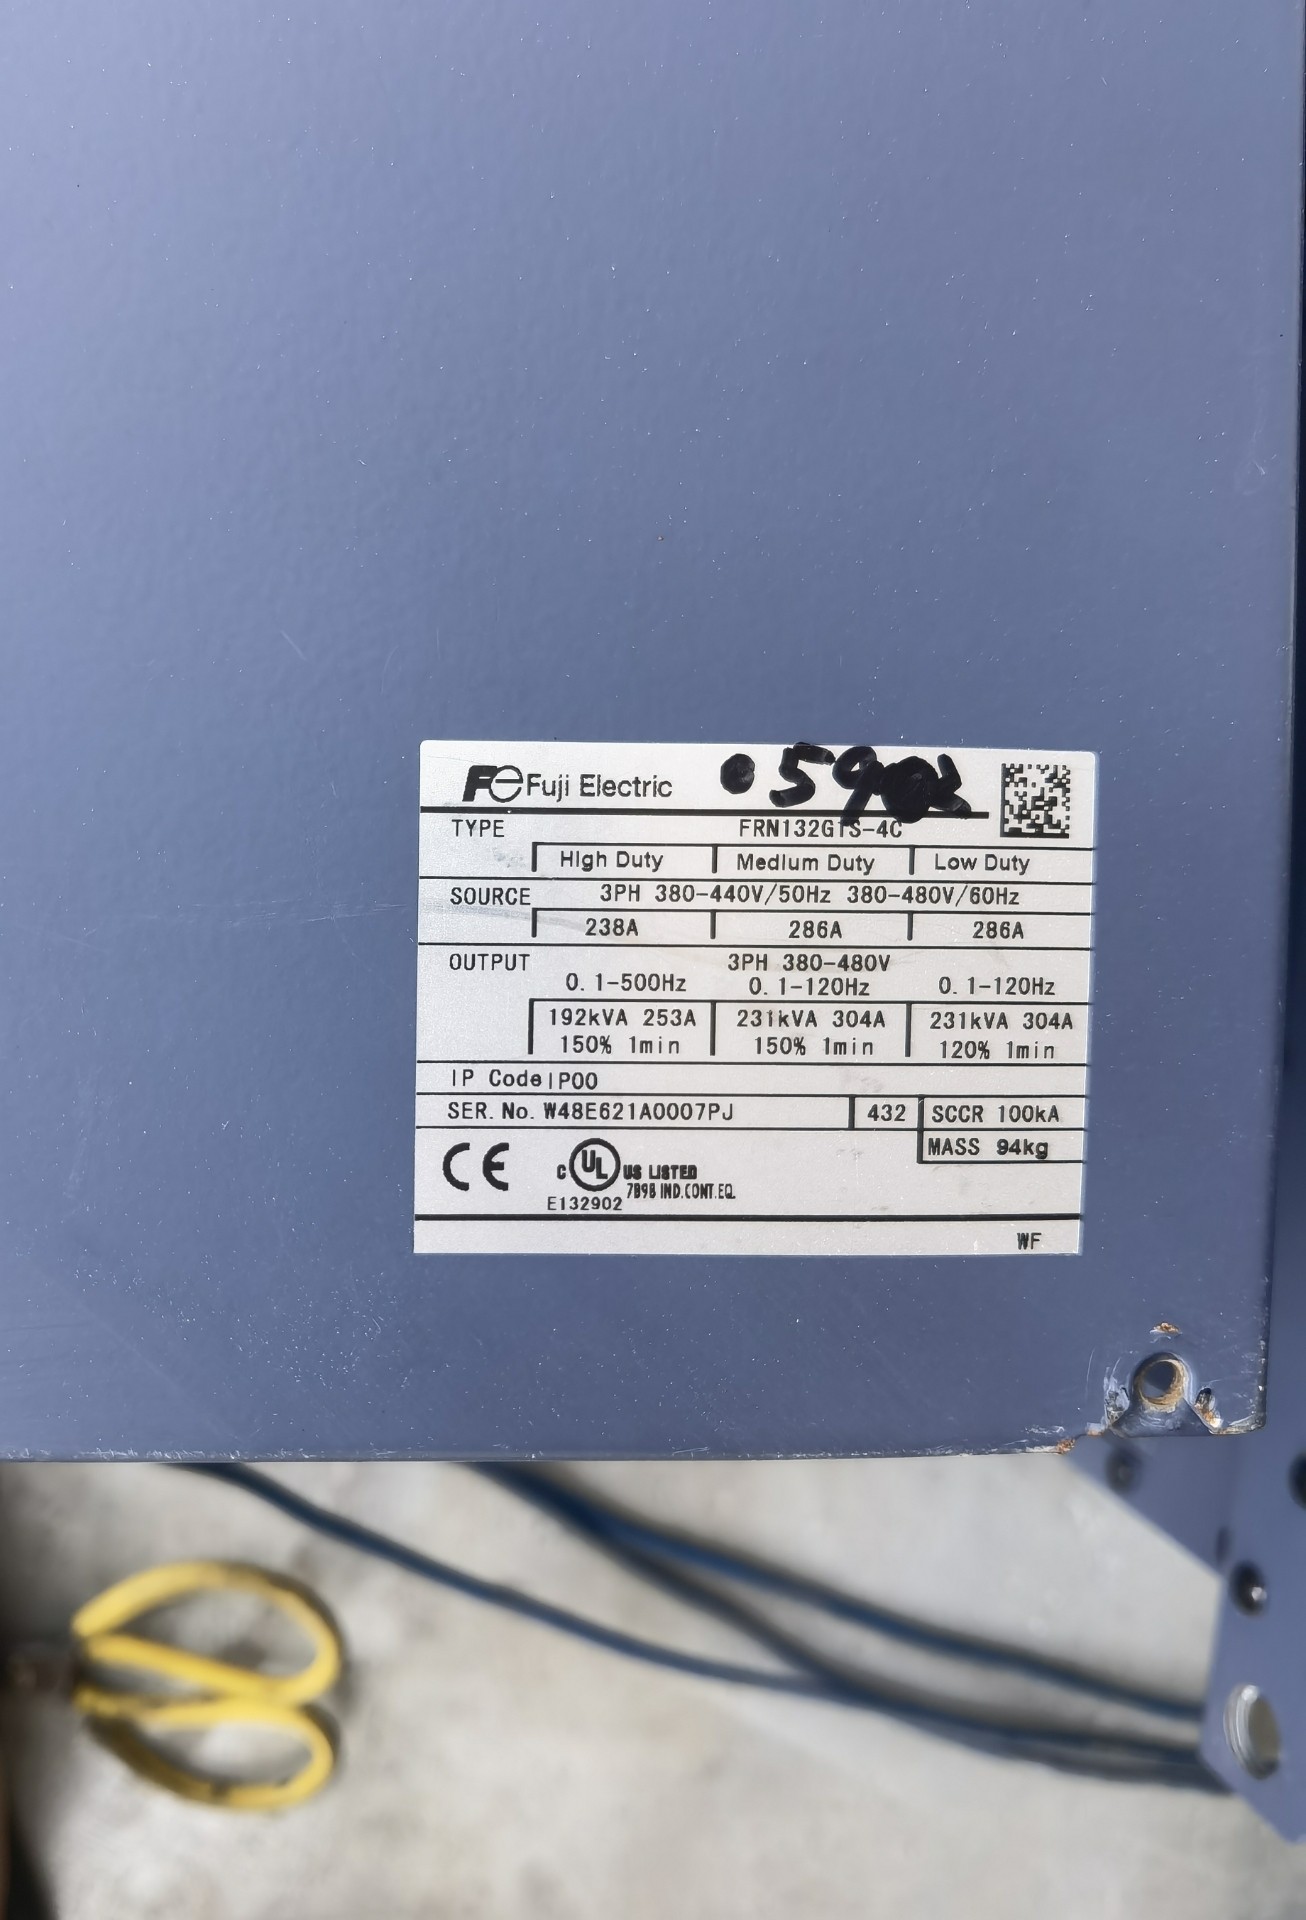 Fuji Electric
TYPE FRN132G1S-4C
High Duty Medium Duty Low Duty
SOURCE 3PH 380-440V/50Hz 380-480V/60Hz
238A 286A 286A
OUTPUT 3PH 380-480V
0.1-500Hz 0.1-120Hz 0.1-120Hz
192kVA 253A 231kVA 304A 231kVA 304A
150% 1min 150% 1min 120% 1min
IP Code IP00
SER. No. W48E621A0007PJ 432 SCCR 100kA
MASS 94kg
CE C UL US LISTED
7B9B IND.CONT.EQ.
E132902
WF